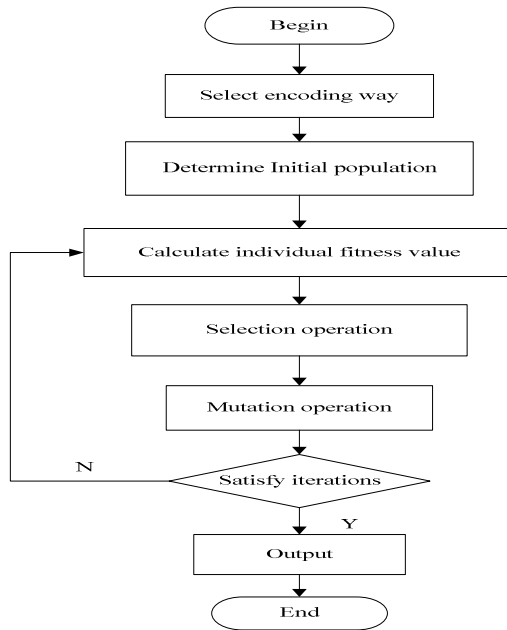 Begin
Select encoding way
Determine Initial population
Calculate individual fitness value
Selection operation
Mutation operation
Satisfy iterations
N
Y
Output
End